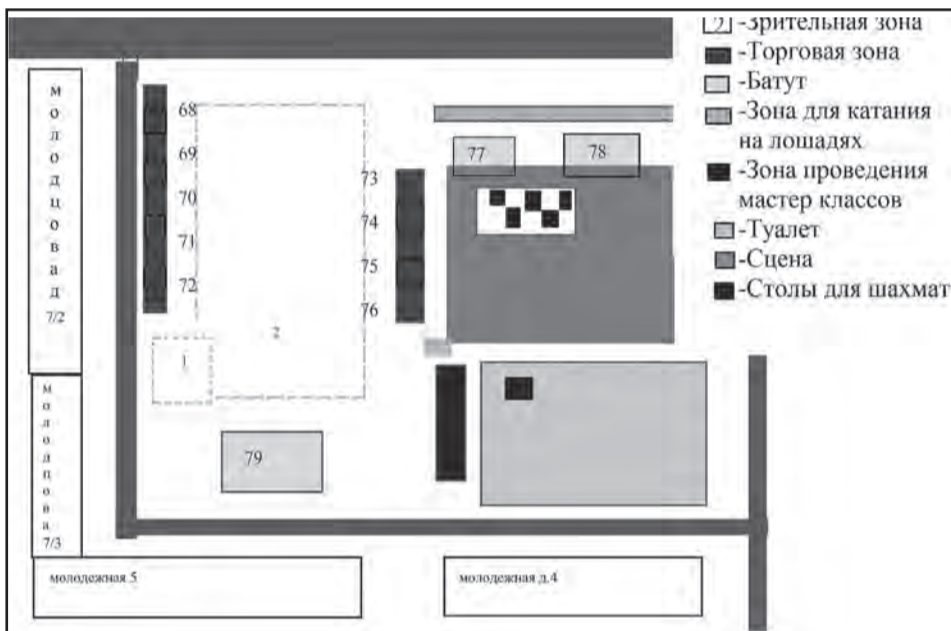 -Зрительная зона
-Торговая зона
-Батут
-Зона для катания
на лошадях
-Зона проведения
мастер классов
-Туалет
-Сцена
-Столы для шахмат
молодцова д
7/2
68
69
70
71
72
73
74
75
76
77
78
1
2
79
7/3
молодежная 5
молодежная д.4